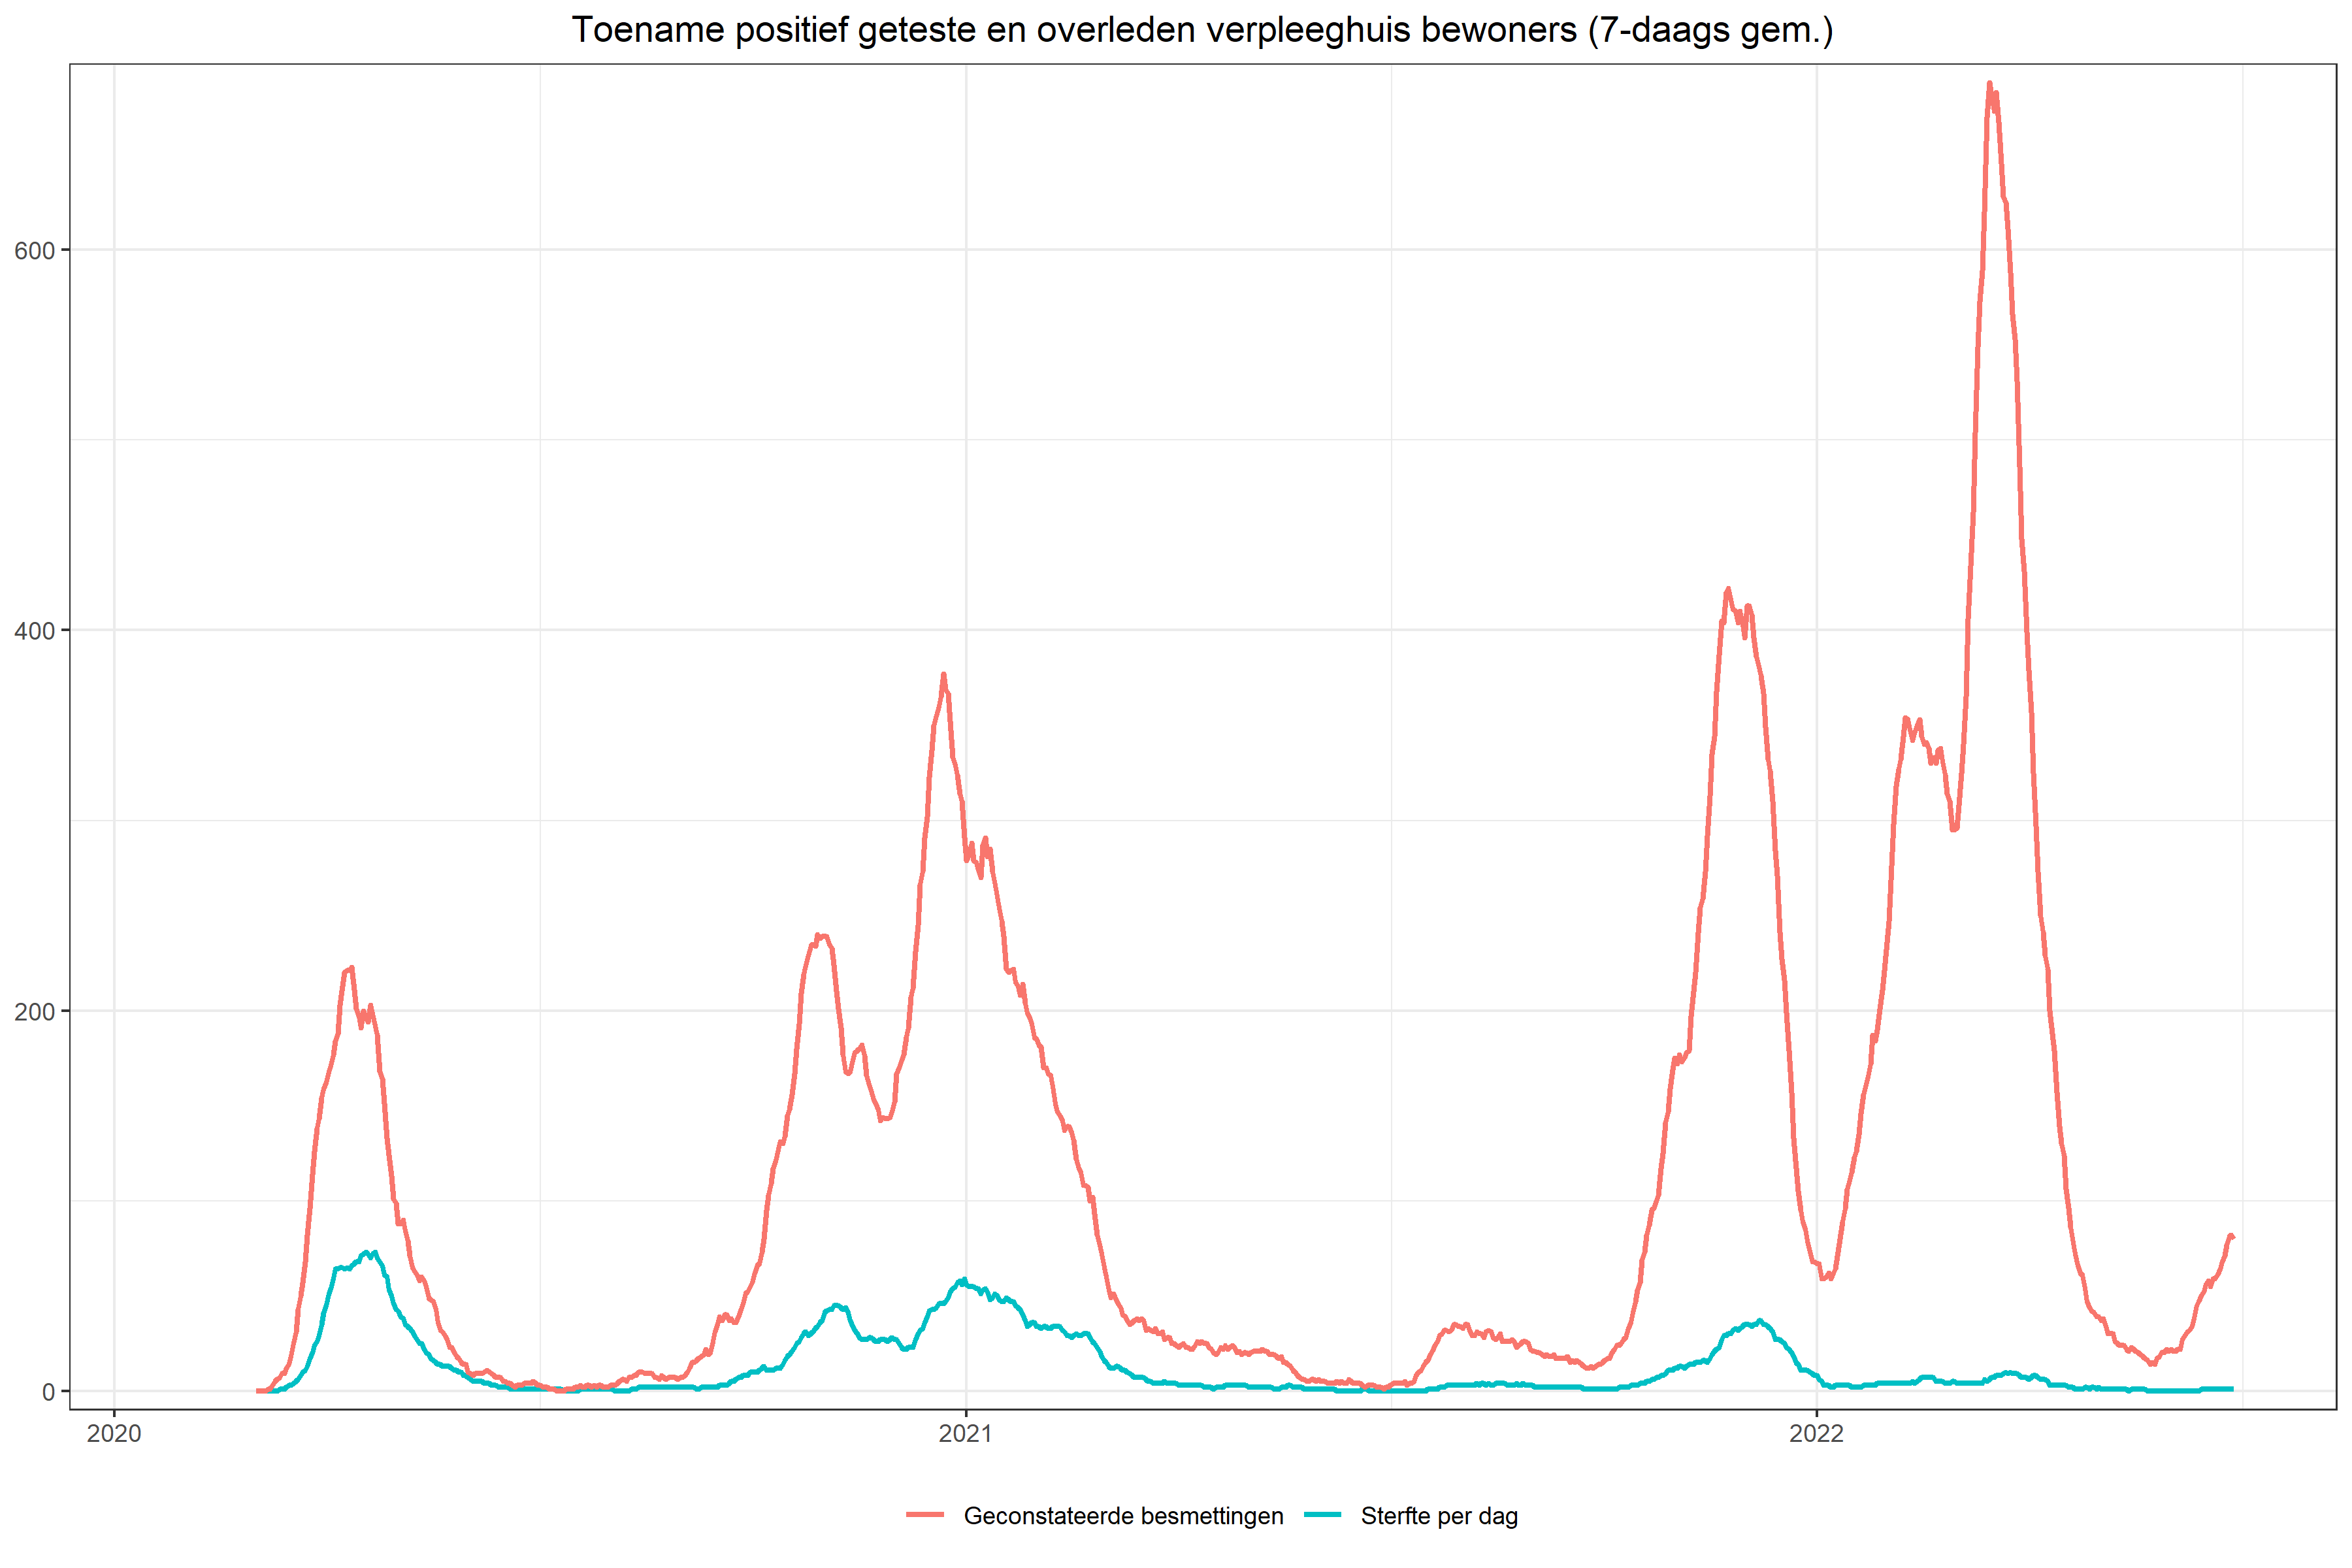 Toename positief geteste en overleden verpleeghuis bewoners (7-daags gem.)
600
400
200
0
2020 2021 2022
Geconstateerde besmettingen Sterfte per dag